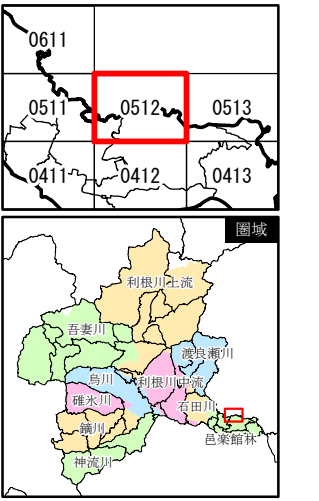 0611
0511 0512 0513
0411 0412 0413
圏域
利根川上流
吾妻川
渡良瀬川
烏川 利根川中流
碓氷川
石田川
鏑川
邑楽館林
神流川